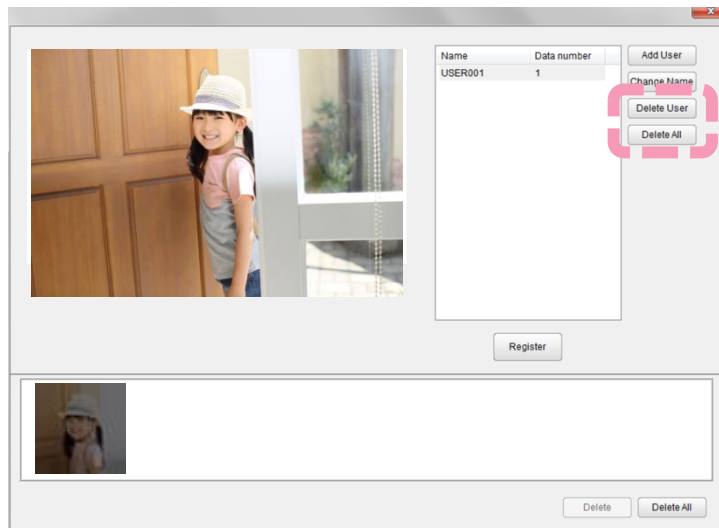 Name Data number
USER001 1
Add User
Change Name
Delete User
Delete All
Register
Delete Delete All